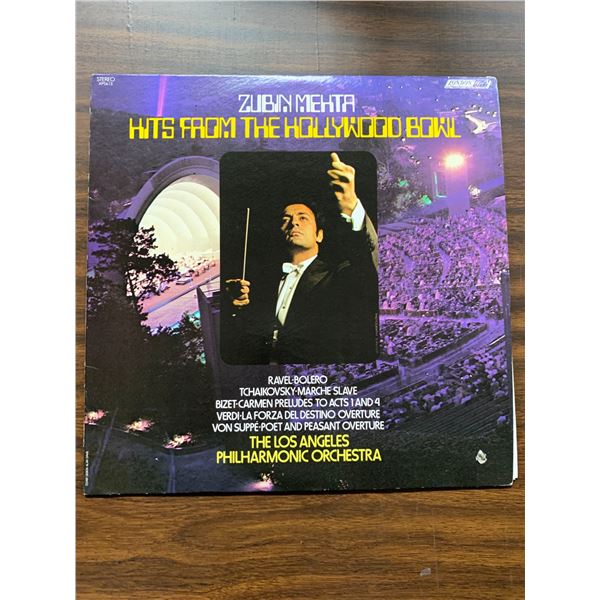 STEREO
ZUBIN MEHTA
HITS FROM THE HOLLYWOOD BOWL
LONDON
RAVEL-BOLERO
TCHAIKOVSKY-MARCHE SLAVE
BIZET-CARMEN PRELUDES TO ACTS 1 AND 4
VERDI-LA FORZA DEL DESTINO OVERTURE
VON SUPPÉ-POET AND PEASANT OVERTURE
THE LOS ANGELES
PHILHARMONIC ORCHESTRA